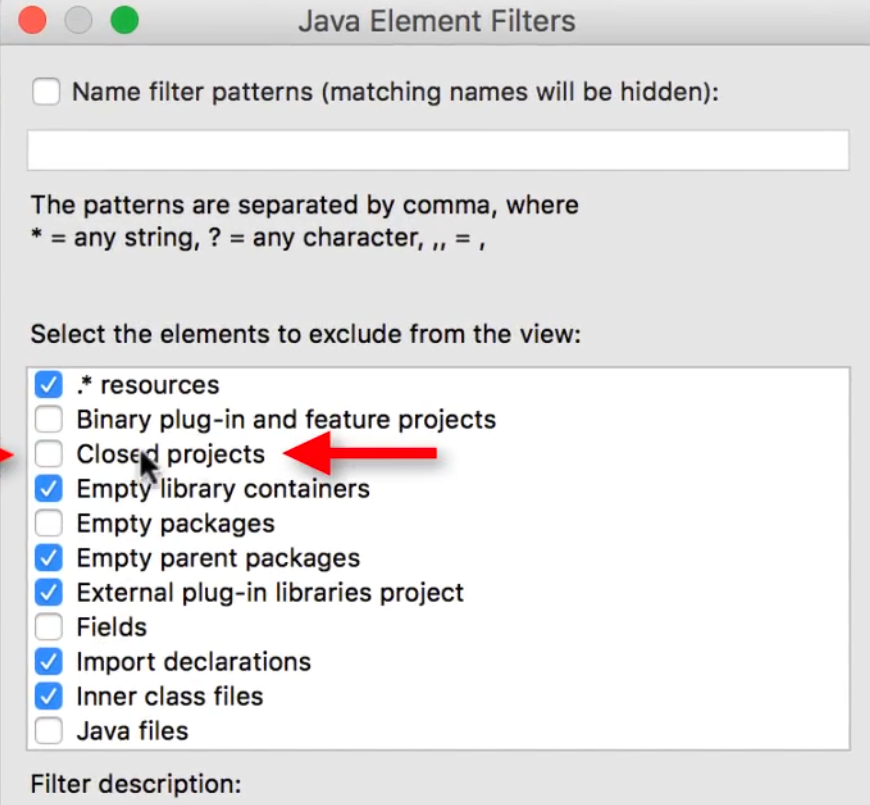 Java Element Filters
Name filter patterns (matching names will be hidden):
The patterns are separated by comma, where
* = any string, ? = any character, ,, = ,
Select the elements to exclude from the view:
.* resources
Binary plug-in and feature projects
Closed projects
Empty library containers
Empty packages
Empty parent packages
External plug-in libraries project
Fields
Import declarations
Inner class files
Java files
Filter description: